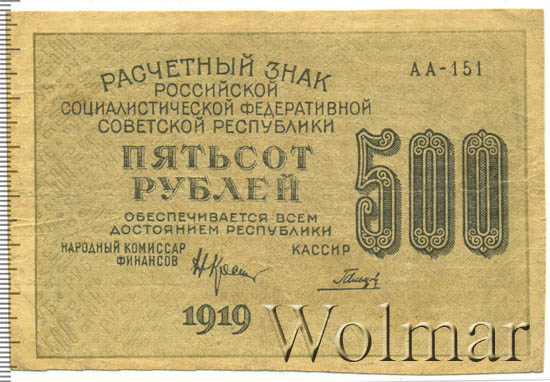 РАСЧЕТНЫЙ ЗНАК
АА-151
РОССИЙСКОЙ
СОЦИАЛИСТИЧЕСКОЙ ФЕДЕРАТИВНОЙ
СОВЕТСКОЙ РЕСПУБЛИКИ
ПЯТЬСОТ
РУБЛЕЙ
500
ОБЕСПЕЧИВАЕТСЯ ВСЕМ
ДОСТОЯНИЕМ РЕСПУБЛИКИ
НАРОДНЫЙ КОМИССАР
ФИНАНСОВ
КАССИР
1919
Wolmar